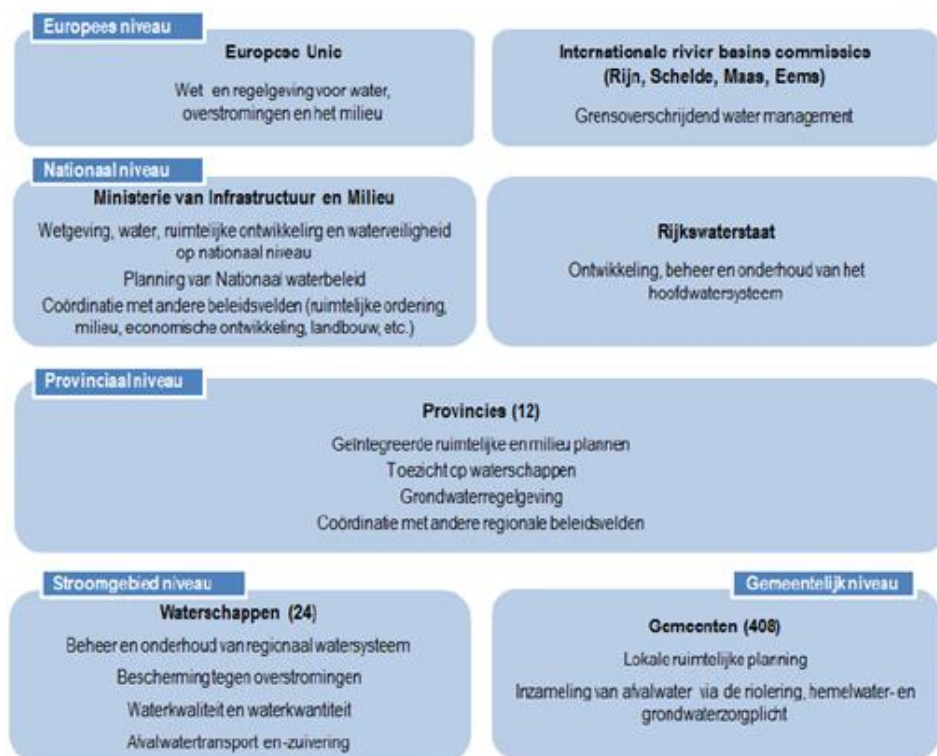 Europees niveau
Europese Unie
Wet en regelgeving voor water,
overstromingen en het milieu
Internationale rivier basins commissies
(Rijn, Schelde, Maas, Eems)
Grensoverschrijdend water management
Nationaal niveau
Ministerie van Infrastructuur en Milieu
Wetgeving, water, ruimtelijke ontwikkeling en waterveiligheid
op nationaal niveau
Planning van Nationaal waterbeleid
Coördinatie met andere beleidsvelden (ruimtelijke ordening,
milieu, economische ontwikkeling, landbouw, etc.)
Rijkswaterstaat
Ontwikkeling, beheer en onderhoud van het
hoofdwatersysteem
Provinciaal niveau
Provincies (12)
Geïntegreerde ruimtelijke en milieu plannen
Toezicht op waterschappen
Grondwaterregelgeving
Coördinatie met andere regionale beleidsvelden
Stroomgebied niveau
Waterschappen (24)
Beheer en onderhoud van regionaal watersysteem
Bescherming tegen overstromingen
Waterkwaliteit en waterkwantiteit
Afvalwatertransport en -zuivering
Gemeentelijk niveau
Gemeenten (408)
Lokale ruimtelijke planning
Inzameling van afvalwater via de riolering, hemelwater- en
grondwaterzorgplicht